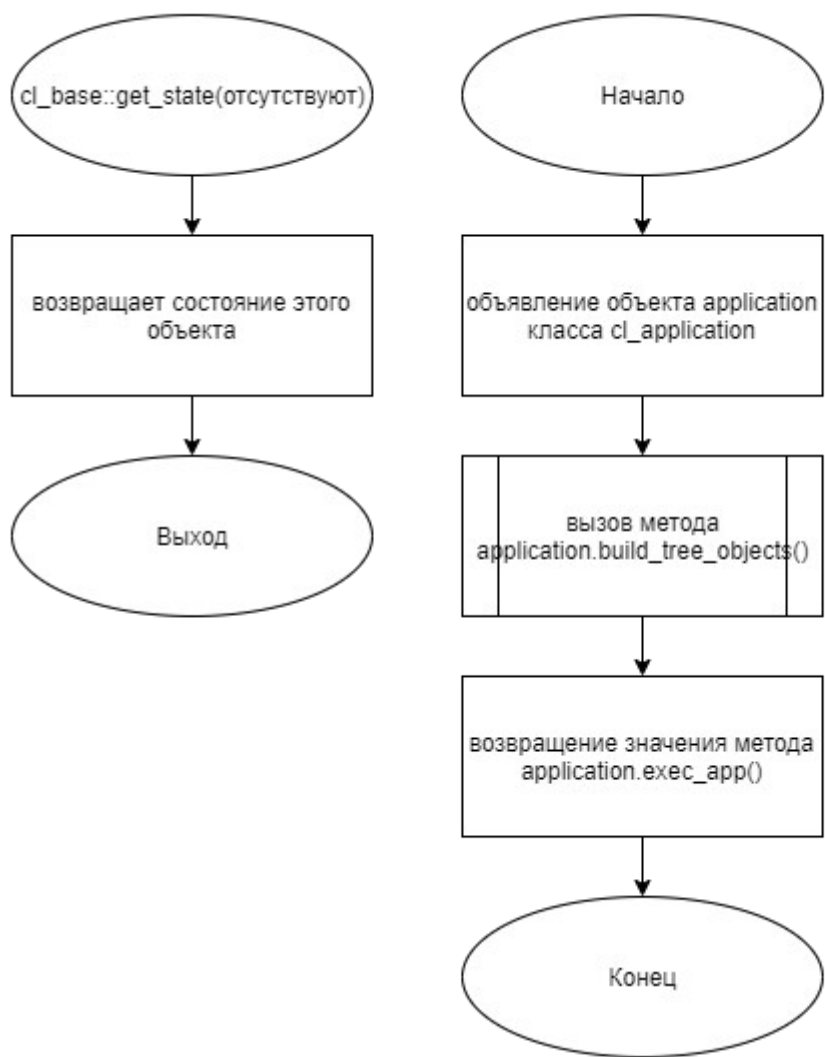 cl_base::get_state(отсутствуют)
возвращает состояние этого
объекта
Выход
Начало
объявление объекта application
класса cl_application
вызов метода
application.build_tree_objects()
возвращение значения метода
application.exec_app()
Конец